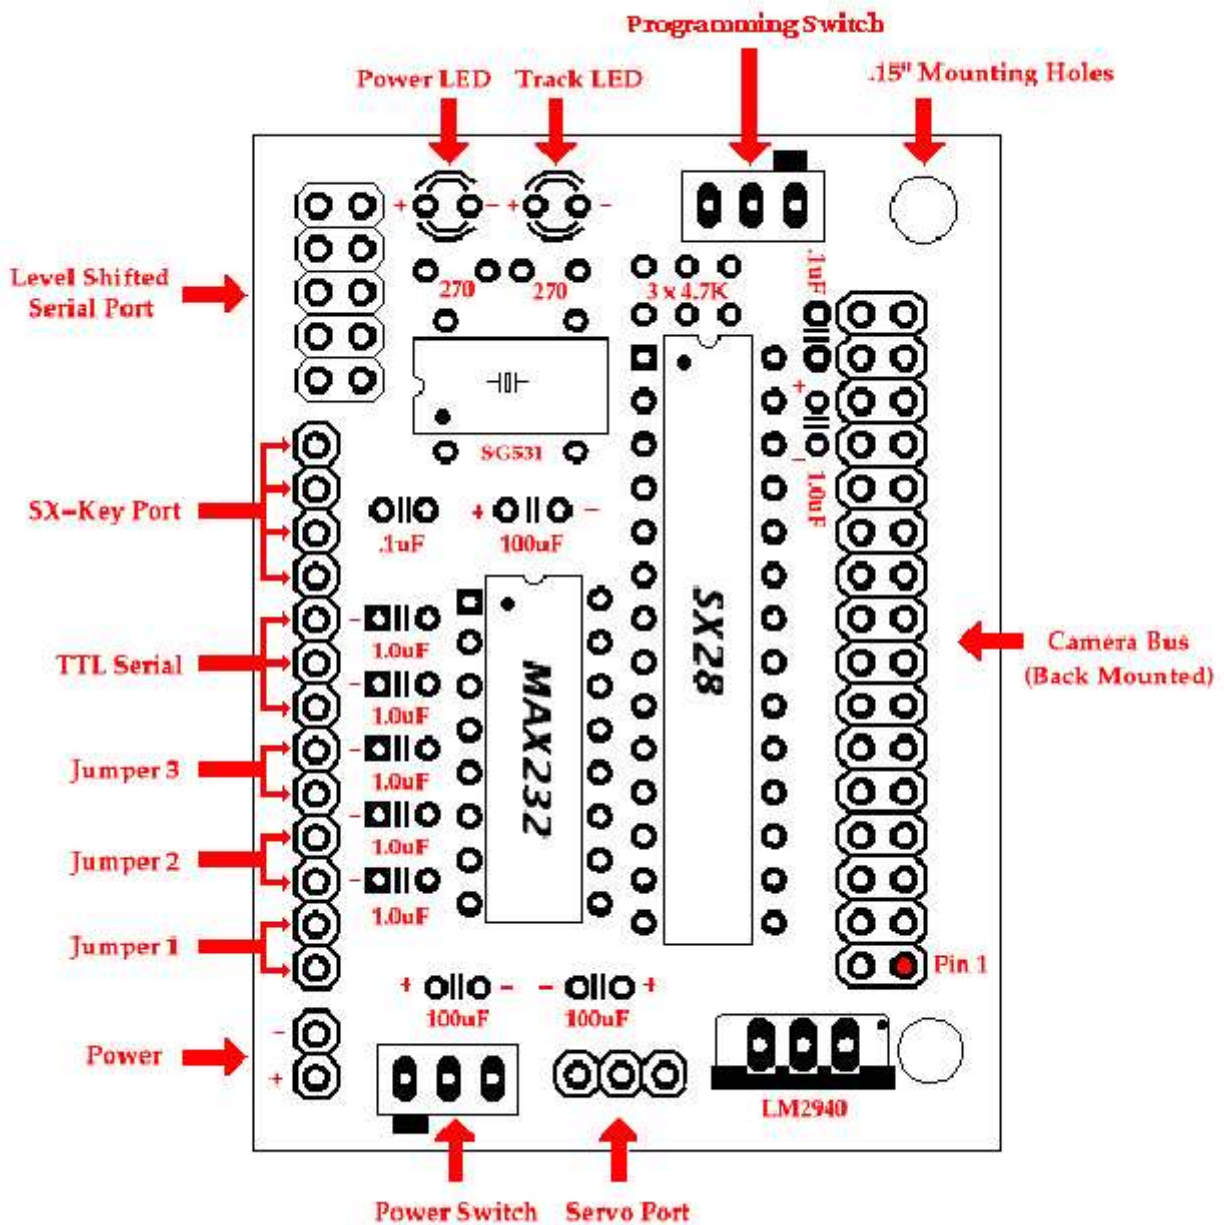 Programming Switch
Power LED
Track LED
.15" Mounting Holes
+
-
+
-
Level Shifted
Serial Port
270
270
3 x 4.7K
.1uF
+
-
1.0uF
SG531
SX-Key Port
.1uF
+
-
100uF
SX28
TTL Serial
-
1.0uF
-
1.0uF
MAX232
Camera Bus
(Back Mounted)
Jumper 3
-
1.0uF
Jumper 2
-
1.0uF
-
1.0uF
Jumper 1
Pin 1
+
-
100uF
-
+
100uF
Power
-
+
LM2940
Power Switch
Servo Port